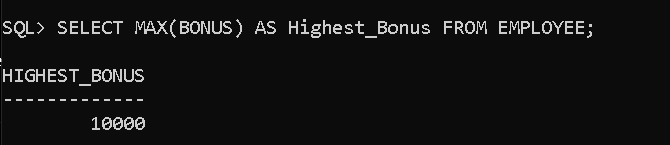 SQL> SELECT MAX(BONUS) AS Highest_Bonus FROM EMPLOYEE;
HIGHEST_BONUS
-------------
10000